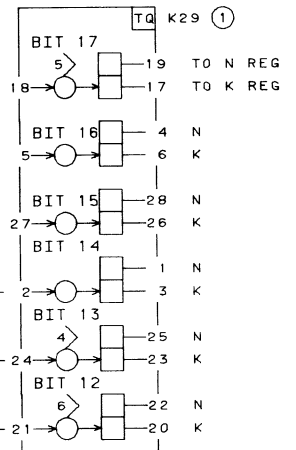 TQ K29 1
BIT 17
5 19 TO N REG
18 17 TO K REG
BIT 16 4 N
5 6 K
BIT 15 28 N
27 26 K
BIT 14
1 N
2 3 K
BIT 13
4 25 N
24 23 K
BIT 12
6 22 N
21 20 K